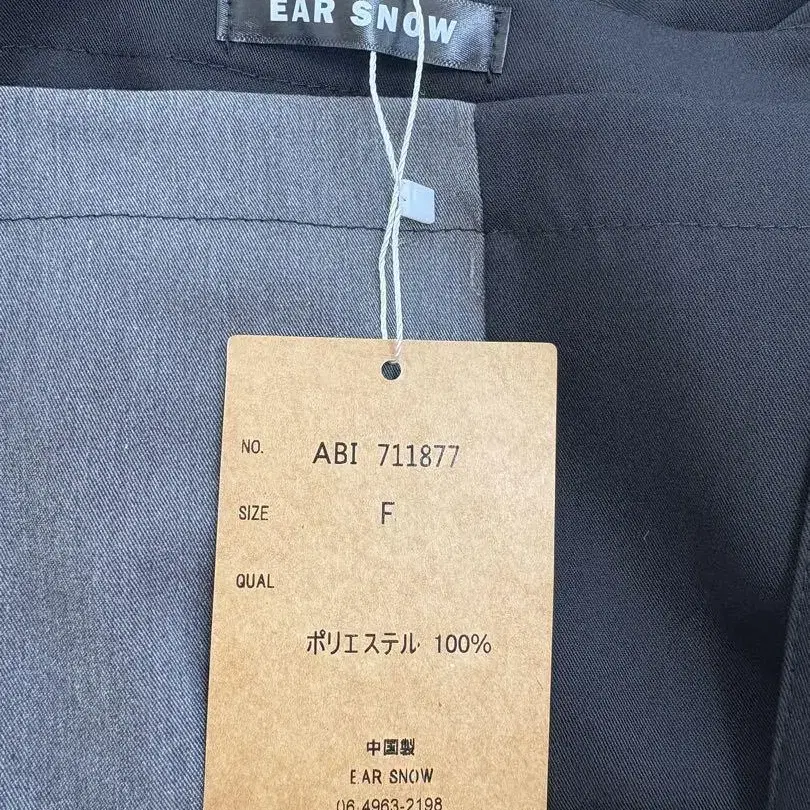 EAR SNOW
NO. ABI 711877
SIZE F
QUAL
ポリエステル 100%
中国製
EAR SNOW
06 4963-2198